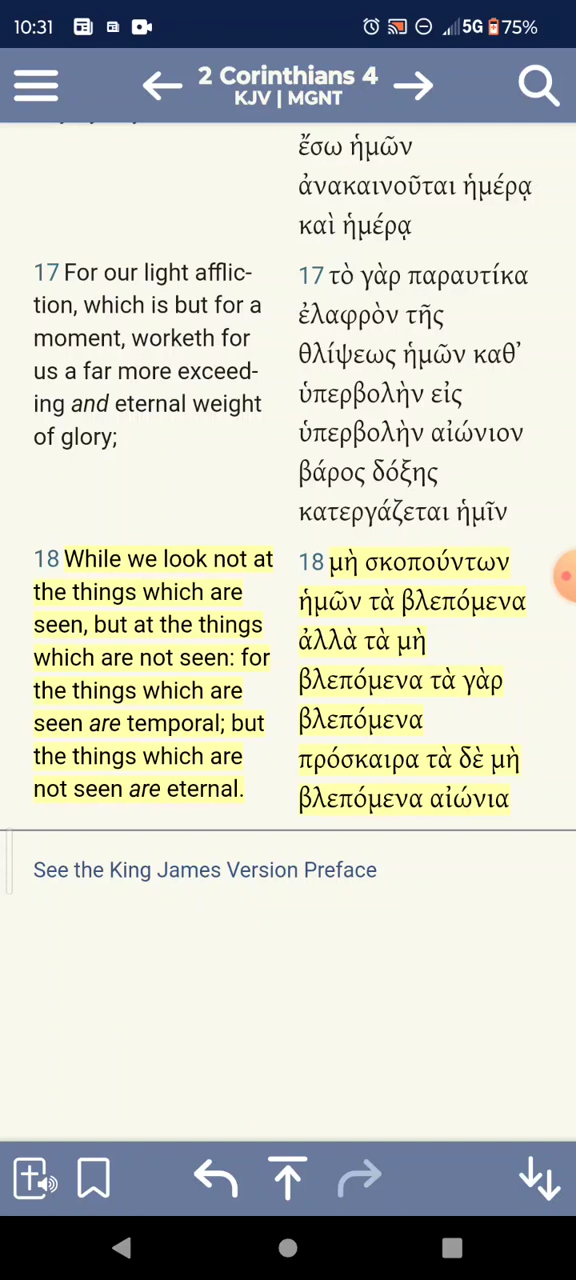 10:31
5G 75%
2 Corinthians 4
KJV | MGNT
ἔσω ἡμῶν
ἀνακαινοῦται ἡμέρᾳ
καὶ ἡμέρᾳ
17 For our light afflic-
tion, which is but for a
moment, worketh for
us a far more exceed-
ing and eternal weight
of glory;
17 τὸ γὰρ παραυτίκα
ἐλαφρὸν τῆς
θλίψεως ἡμῶν καθ’
ὑπερβολὴν εἰς
ὑπερβολὴν αἰώνιον
βάρος δόξης
κατεργάζεται ἡμῖν
18 While we look not at
the things which are
seen, but at the things
which are not seen: for
the things which are
seen are temporal; but
the things which are
not seen are eternal.
18 μὴ σκοπούντων
ἡμῶν τὰ βλεπόμενα
ἀλλὰ τὰ μὴ
βλεπόμενα τὰ γὰρ
βλεπόμενα
πρόσκαιρα τὰ δὲ μὴ
βλεπόμενα αἰώνια
See the King James Version Preface